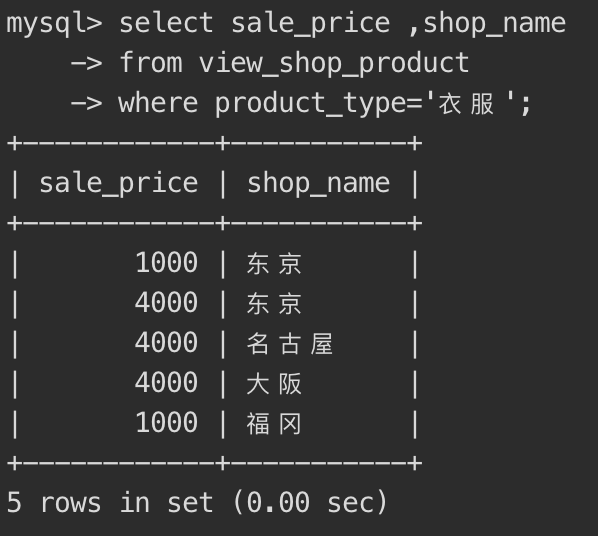 mysql> select sale_price ,shop_name
    -> from view_shop_product
    -> where product_type='衣服';
+------------+-----------+
| sale_price | shop_name |
+------------+-----------+
|       1000 | 东京      |
|       4000 | 东京      |
|       4000 | 名古屋    |
|       4000 | 大阪      |
|       1000 | 福冈      |
+------------+-----------+
5 rows in set (0.00 sec)